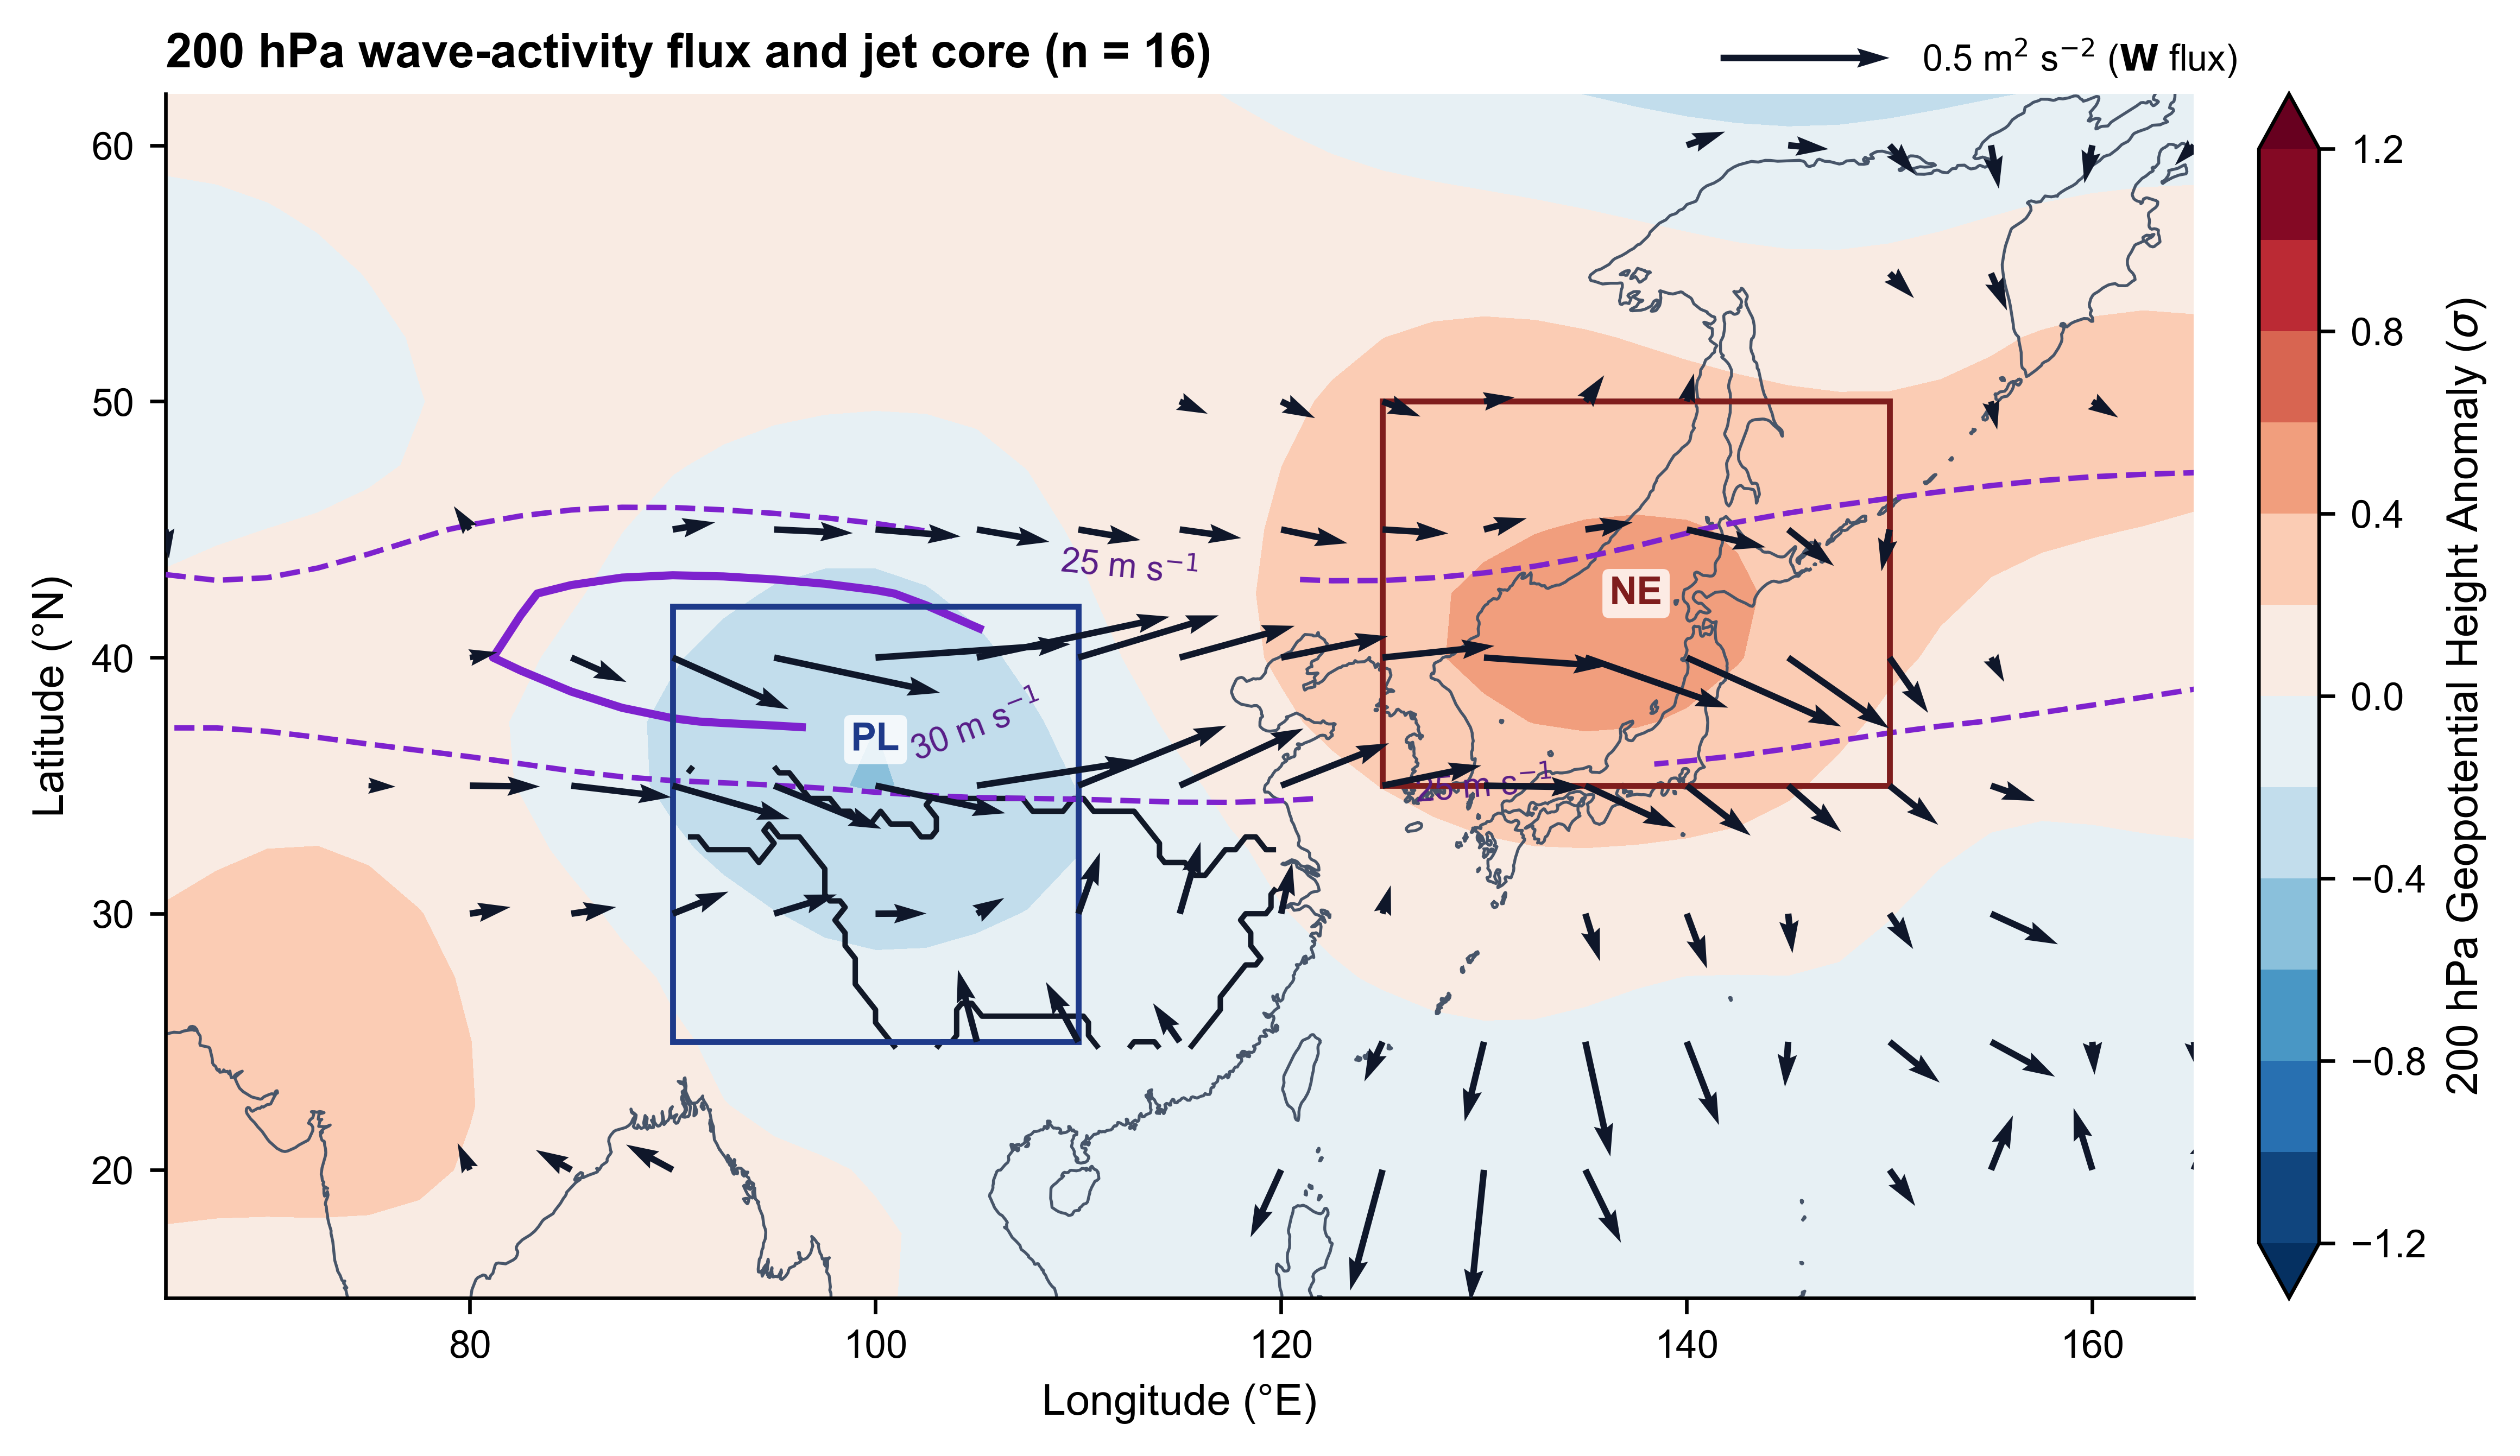 200 hPa wave-activity flux and jet core (n = 16)
0.5 m² s⁻² (W flux)
60
50
40
30
20
Latitude (°N)
80
100
120
140
160
Longitude (°E)
25 m s⁻¹
30 m s⁻¹
25 m s⁻¹
PL
NE
1.2
0.8
0.4
0.0
−0.4
−0.8
−1.2
200 hPa Geopotential Height Anomaly (σ)